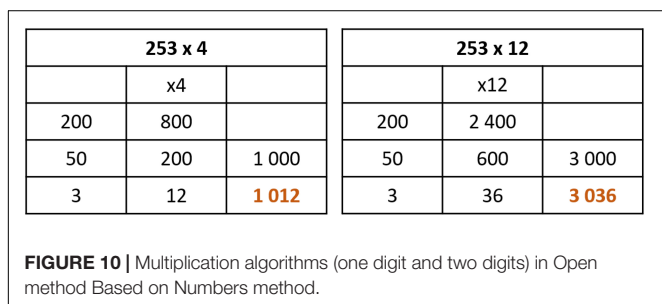 253 x 4
x4
200 800
50 200 1 000
3 12 1 012
253 x 12
x12
200 2 400
50 600 3 000
3 36 3 036
FIGURE 10 | Multiplication algorithms (one digit and two digits) in Open
method Based on Numbers method.